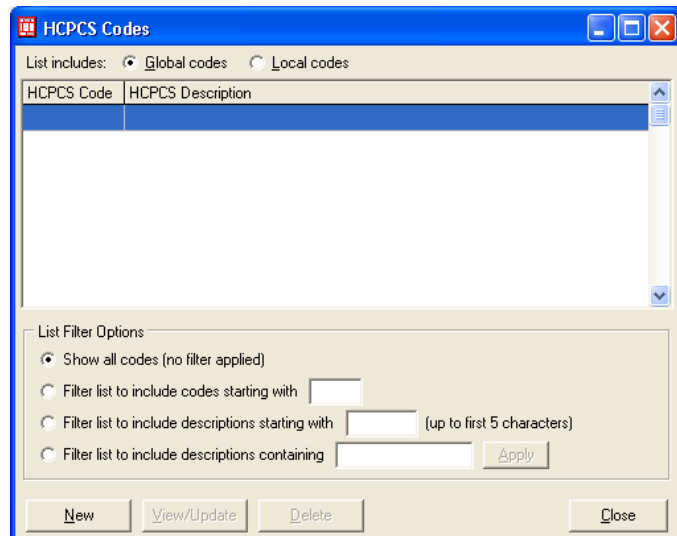 HCPCS Codes
List includes: Global codes Local codes
HCPCS Code HCPCS Description
List Filter Options
Show all codes (no filter applied)
Filter list to include codes starting with
Filter list to include descriptions starting with (up to first 5 characters)
Filter list to include descriptions containing Apply
New View/Update Delete Close